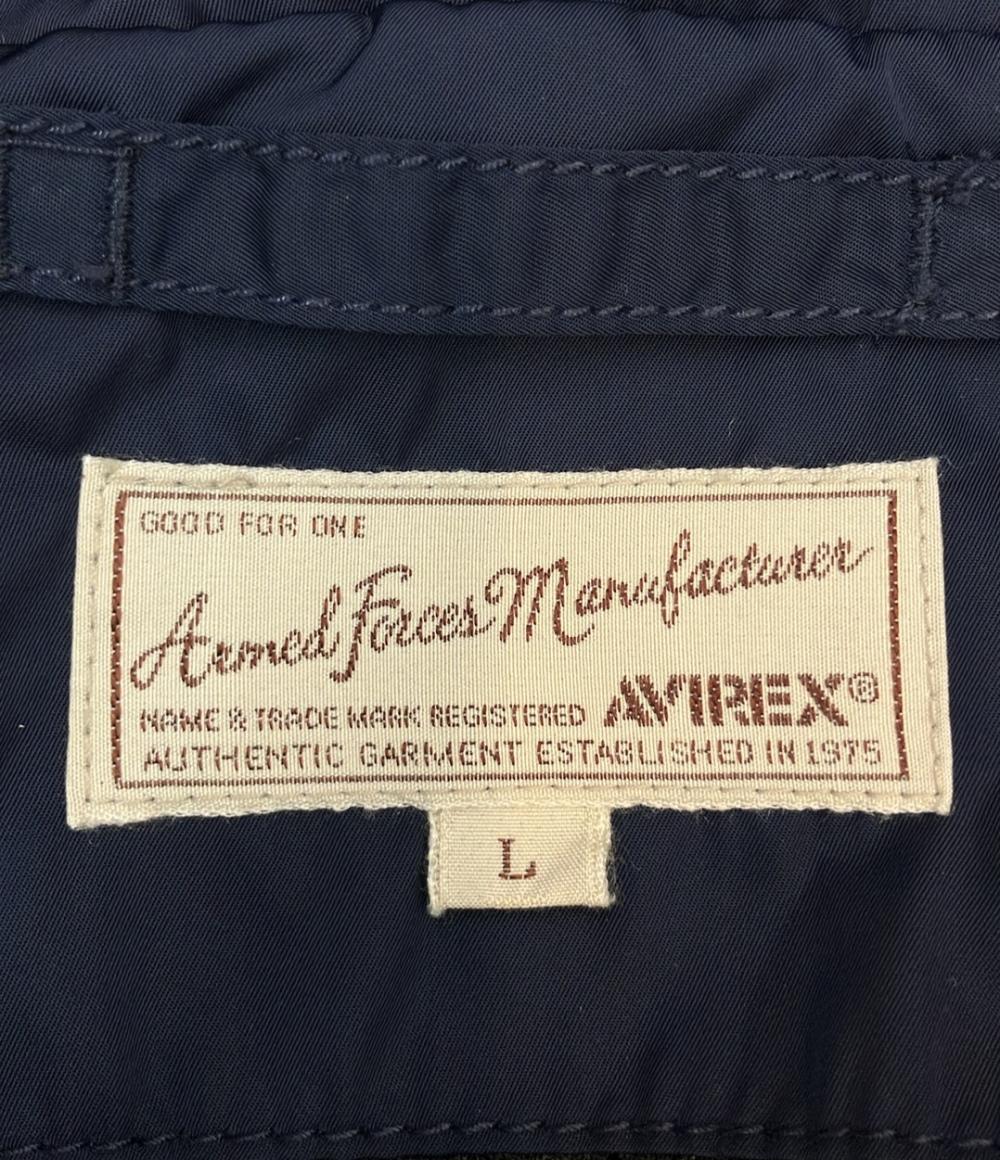 GOOD FOR ONE
Armed Forces Manufacturer
NAME & TRADE MARK REGISTERED AVIREX®
AUTHENTIC GARMENT ESTABLISHED IN 1975
L